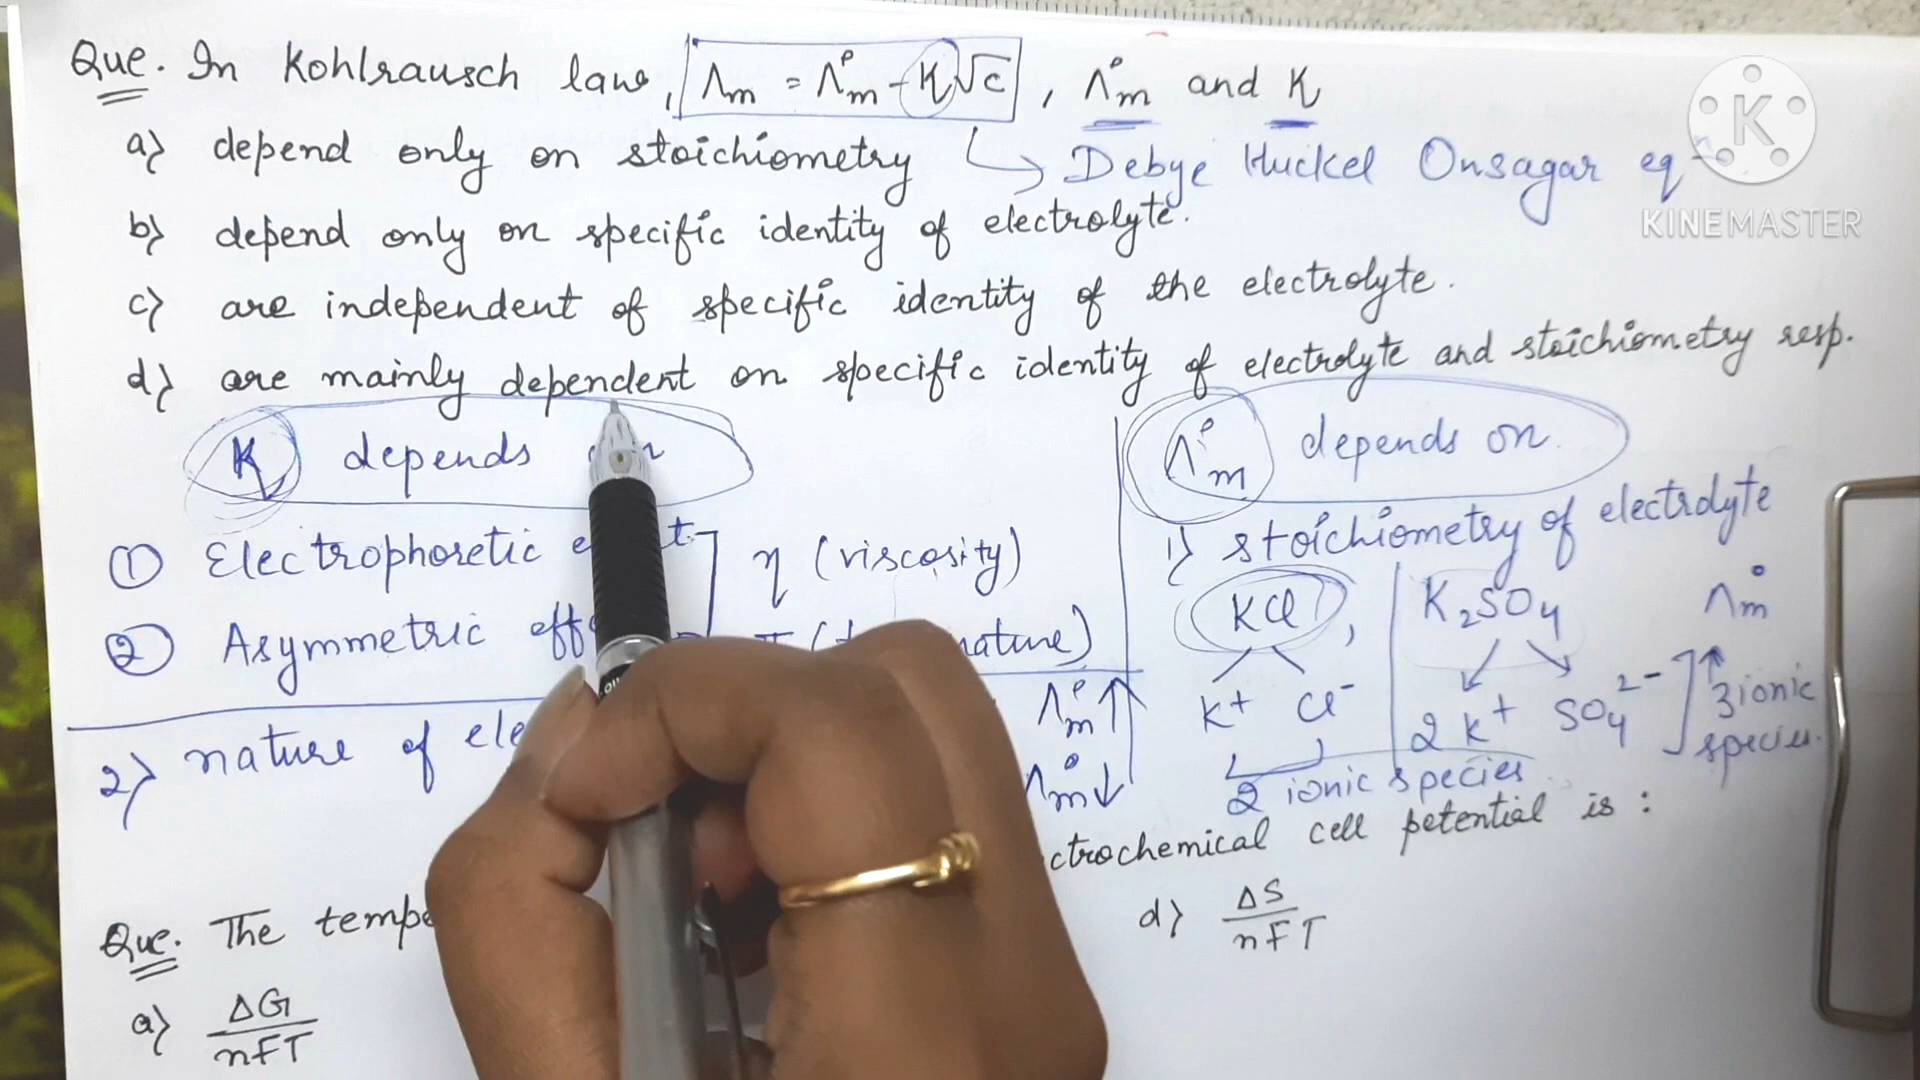 Que. In Kohlrausch law, Λm = Λ°m - K√c , Λ°m and K
a) depend only on stoichiometry
Debye Huckel Onsagar eq
K
KINEMASTER
b) depend only on specific identity of electrolyte.
c) are independent of specific identity of the electrolyte.
d) are mainly dependent on specific identity of electrolyte and stoichiometry resp.
K depends
① Electrophoretic
η (viscosity)
② Asymmetric
Λ°m depends on
1) stoichiometry of electrolyte
KCl ,
K+ Cl-
2 ionic species
K2SO4
2K+ SO4 2-
Λ°m
3 ionic
species.
2) nature of
Λ°m ↑
Λ°m ↓
Que. The
cell potential is :
a) ΔG/nFT
d) ΔS/nFT